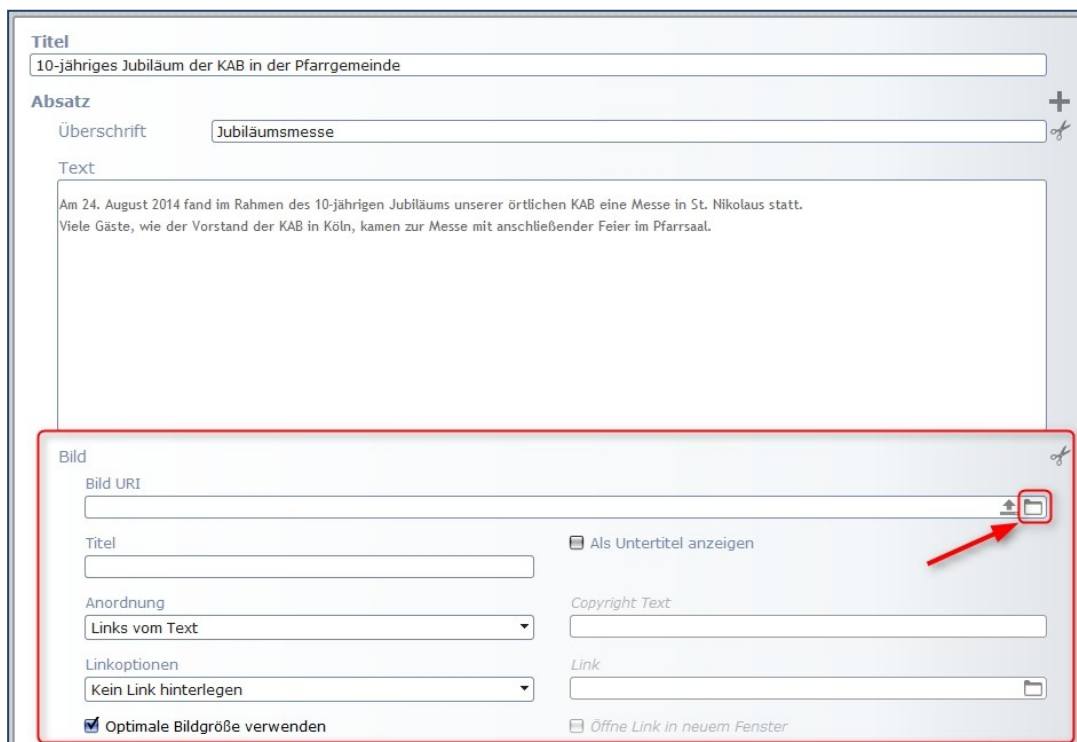 Titel
10-jähriges Jubiläum der KAB in der Pfarrgemeinde
Absatz
Überschrift
Jubiläumsmesse
Text
Am 24. August 2014 fand im Rahmen des 10-jährigen Jubiläums unserer örtlichen KAB eine Messe in St. Nikolaus statt.
Viele Gäste, wie der Vorstand der KAB in Köln, kamen zur Messe mit anschließender Feier im Pfarrsaal.
Bild
Bild URI
Titel
Als Untertitel anzeigen
Anordnung
Copyright Text
Links vom Text
Linkoptionen
Link
Kein Link hinterlegen
Optimale Bildgröße verwenden
Öffne Link in neuem Fenster